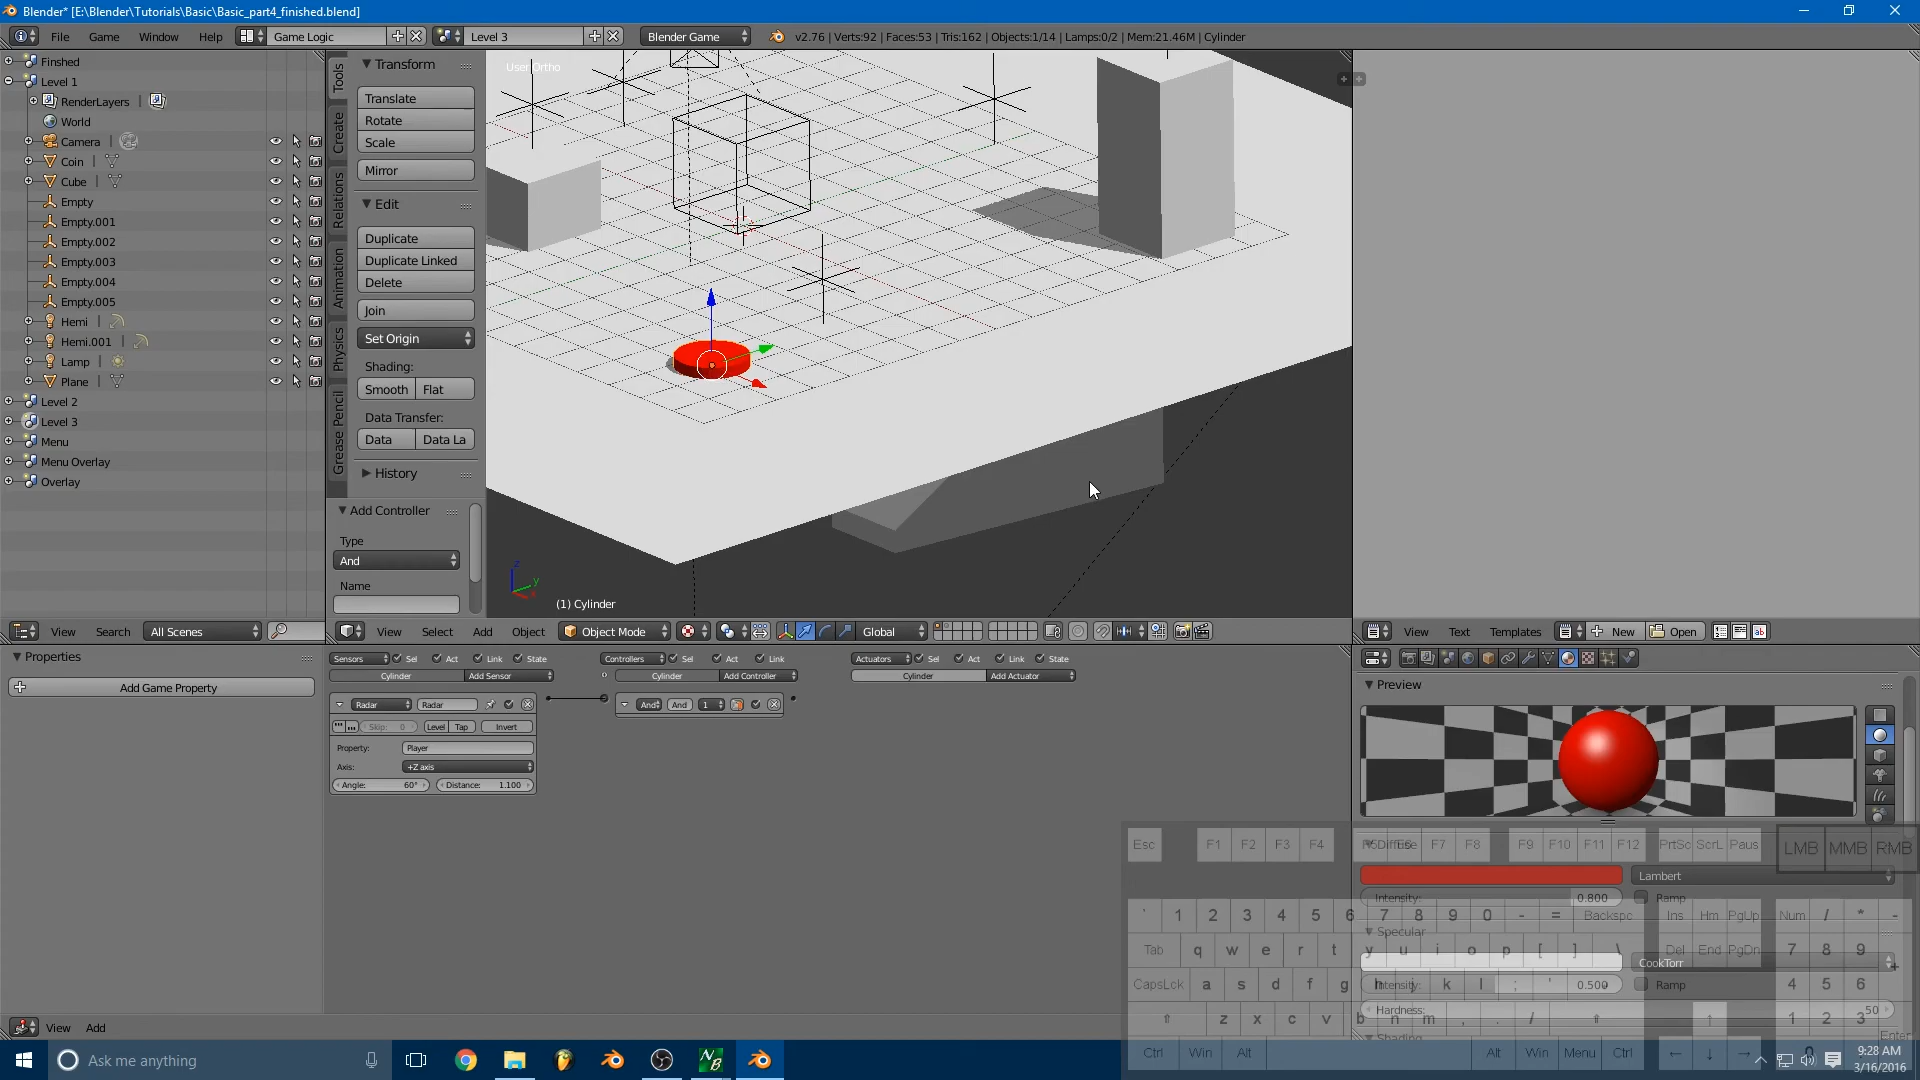 Blender* [E:\Blender\Tutorials\Basic\Basic_part4_finished.blend]
File Game Window Help Game Logic Level 3 Blender Game v2.76 | Verts:92 | Faces:53 | Tris:162 | Objects:1/14 | Lamps:0/2 | Mem:21.46M | Cylinder
Finshed
Level 1
RenderLayers |
World
Camera |
Coin |
Cube |
Empty
Empty.001
Empty.002
Empty.003
Empty.004
Empty.005
Hemi |
Hemi.001 |
Lamp |
Plane |
Level 2
Level 3
Menu
Menu Overlay
Overlay
View Search All Scenes
Tools
Create
Relations
Animation
Physics
Grease Pencil
Transform
Translate
Rotate
Scale
Mirror
Edit
Duplicate
Duplicate Linked
Delete
Join
Set Origin
Shading:
Smooth Flat
Data Transfer:
Data Data La
History
Add Controller
Type
And
Name
User Ortho
z
y
x
(1) Cylinder
View Select Add Object Object Mode Global
View Text Templates New Open
Properties
Add Game Property
View Add
Sensors Sel Act Link State
Cylinder Add Sensor
Radar Radar
Skip: 0 Level Tap Invert
Property: Player
Axis: +Z axis
Angle: 60° Distance: 1.100
Controllers Sel Act Link
Cylinder Add Controller
And And 1
Actuators Sel Act Link State
Cylinder Add Actuator
Preview
Diffuse
Lambert
Intensity: 0.800 Ramp
Specular
CookTorr
Intensity: 0.500 Ramp
Hardness: 50
Shading
Esc F1 F2 F3 F4 F5 F6 F7 F8 F9 F10 F11 F12 PrtSc ScrL Paus LMB MMB RMB
` 1 2 3 4 5 6 7 8 9 0 - = Backspc Ins Hm PgUp Num / * -
Tab q w e r t y u i o p [ ] \ Del End PgDn 7 8 9 +
CapsLck a s d f g h j k l ; ' 4 5 6
⇧ z x c v b n m , . / ⇧ ↑ 1 2 3 Enter
Ctrl Win Alt Alt Win Menu Ctrl ← ↓ → 0
Ask me anything
NB
9:28 AM
3/16/2016